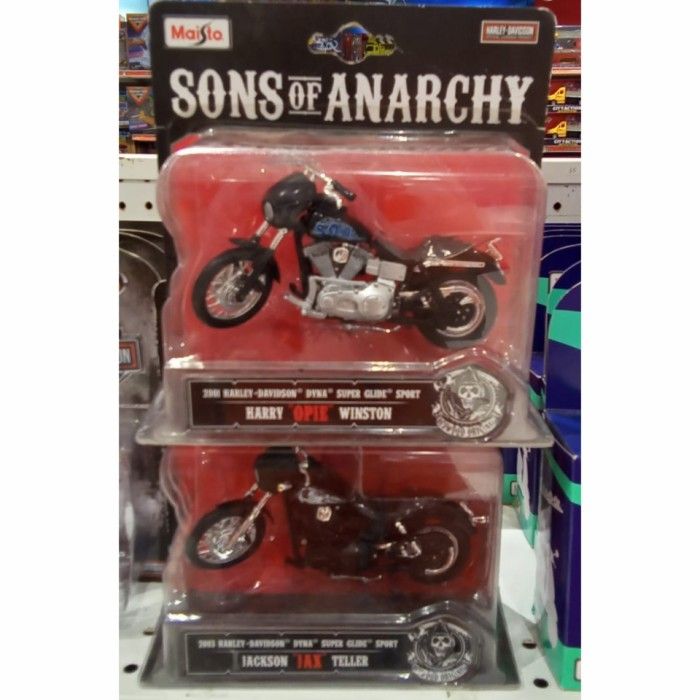 Maisto
HARLEY-DAVIDSON
SONS OF ANARCHY
2001 HARLEY-DAVIDSON® DYNA® SUPER GLIDE® SPORT
HARRY "OPIE" WINSTON
2003 HARLEY-DAVIDSON® DYNA® SUPER GLIDE® SPORT
JACKSON "JAX" TELLER